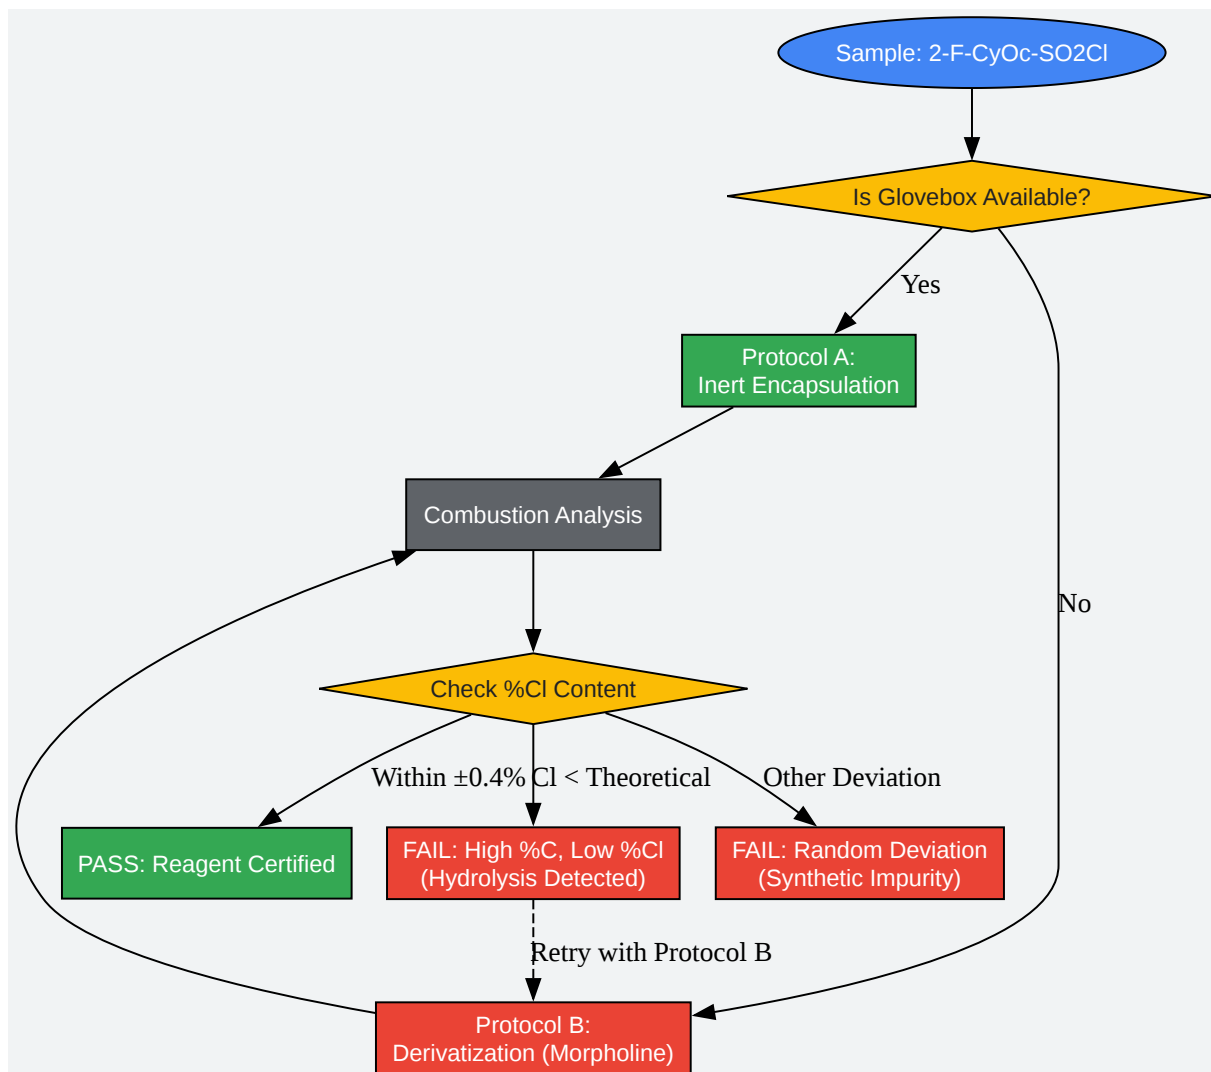 Sample: 2-F-CyOc-SO2Cl
Is Glovebox Available?
Yes
Protocol A:
Inert Encapsulation
Combustion Analysis
No
Check %Cl Content
Within ±0.4%
Cl < Theoretical
Other Deviation
PASS: Reagent Certified
FAIL: High %C, Low %Cl
(Hydrolysis Detected)
FAIL: Random Deviation
(Synthetic Impurity)
Retry with Protocol B
Protocol B:
Derivatization (Morpholine)